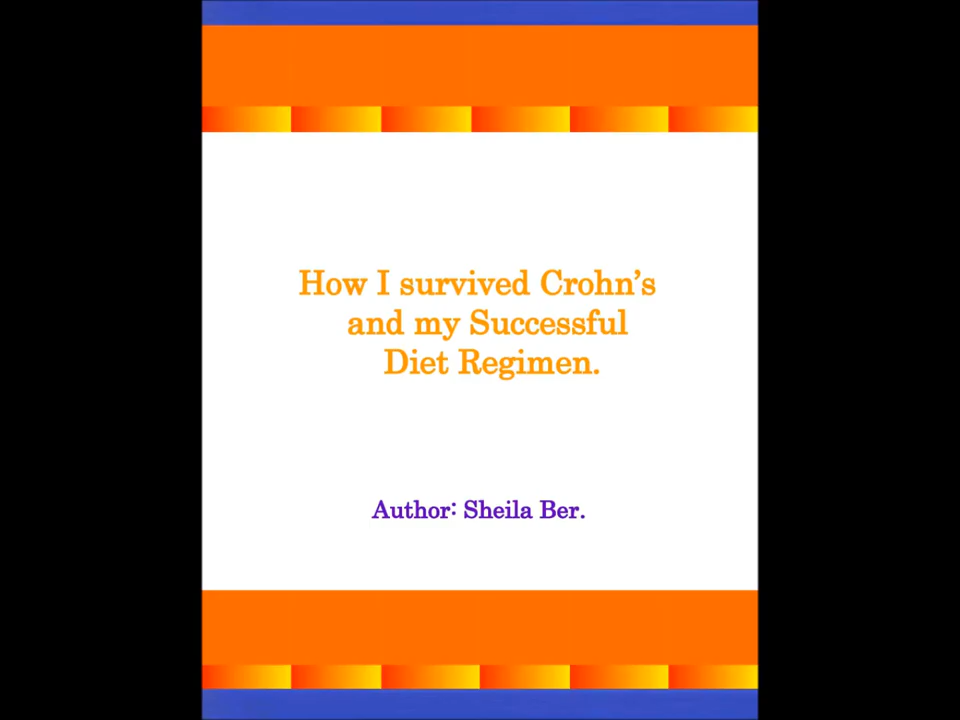 How I survived Crohn’s
and my Successful
Diet Regimen.
Author: Sheila Ber.